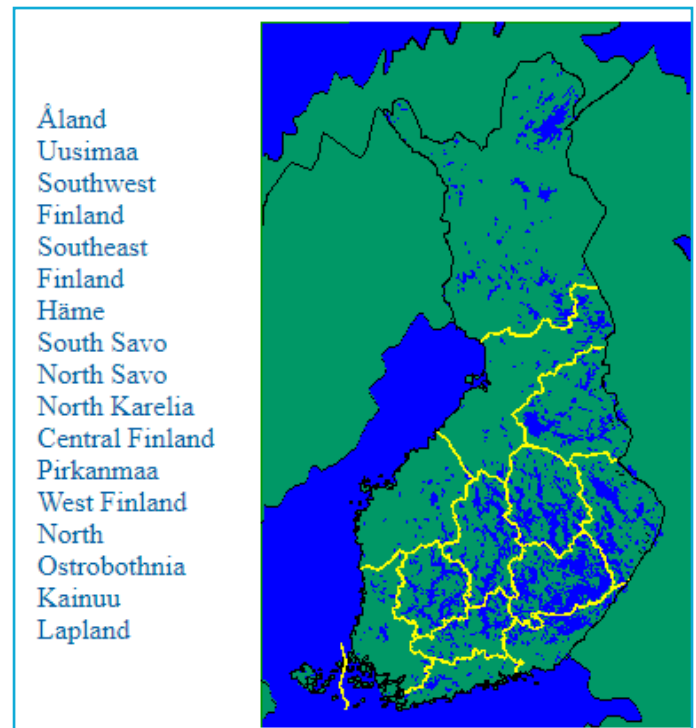 Åland
Uusimaa
Southwest
Finland
Southeast
Finland
Häme
South Savo
North Savo
North Karelia
Central Finland
Pirkanmaa
West Finland
North
Ostrobothnia
Kainuu
Lapland